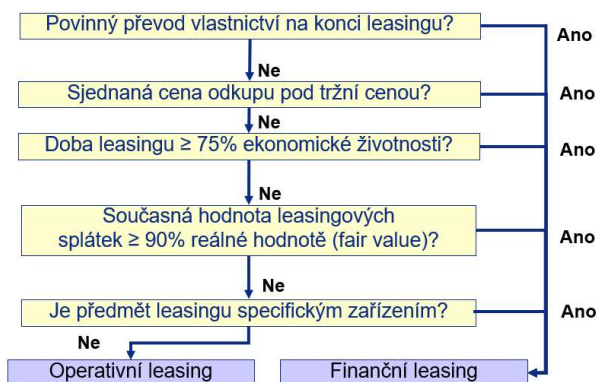 Povinný převod vlastnictví na konci leasingu?
Ano
Ne
Sjednaná cena odkupu pod tržní cenou?
Ano
Ne
Doba leasingu ≥ 75% ekonomické životnosti?
Ano
Ne
Současná hodnota leasingových
splátek ≥ 90% reálné hodnotě (fair value)?
Ano
Ne
Je předmět leasingu specifickým zařízením?
Ano
Ne
Operativní leasing
Finanční leasing